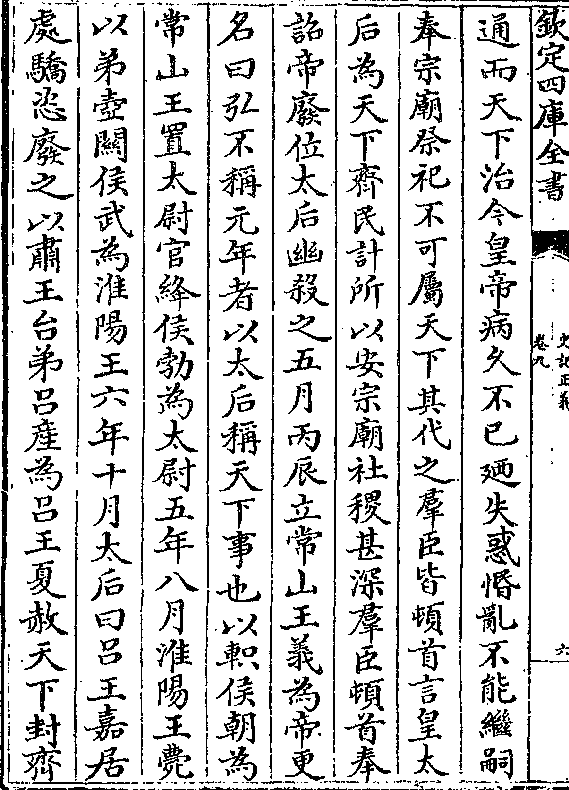 欽定四庫全書
史記正義
卷九
六
通而天下治今皇帝病久不已廼失惑惛亂不能繼嗣
奉宗廟祭祀不可屬天下其代之羣臣皆頓首言皇太
后為天下齊民計所以安宗廟社稷甚深羣臣頓首奉
詔帝廢位太后幽殺之五月丙辰立常山王義為帝更
名曰弘不稱元年者以太后稱天下事也以軹侯朝為
常山王置太尉官絳侯勃為太尉五年八月淮陽王薨
以弟壺關侯武為淮陽王六年十月太后曰吕王嘉居
處驕恣廢之以肅王台弟吕産為吕王夏赦天下封齊